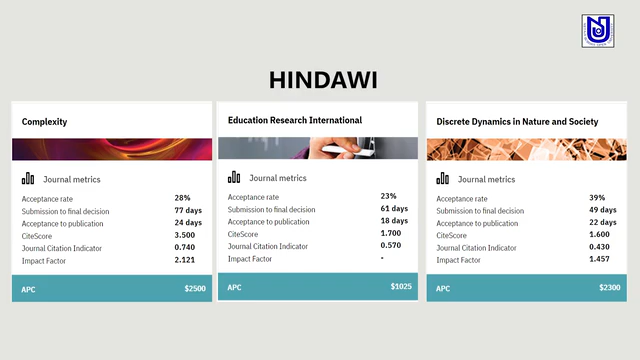 HINDAWI
Complexity
Journal metrics
Acceptance rate 28%
Submission to final decision 77 days
Acceptance to publication 24 days
CiteScore 3.500
Journal Citation Indicator 0.740
Impact Factor 2.121
APC $2500
Education Research International
Journal metrics
Acceptance rate 23%
Submission to final decision 61 days
Acceptance to publication 18 days
CiteScore 1.700
Journal Citation Indicator 0.570
Impact Factor -
APC $1025
Discrete Dynamics in Nature and Society
Journal metrics
Acceptance rate 39%
Submission to final decision 49 days
Acceptance to publication 22 days
CiteScore 1.600
Journal Citation Indicator 0.430
Impact Factor 1.457
APC $2300